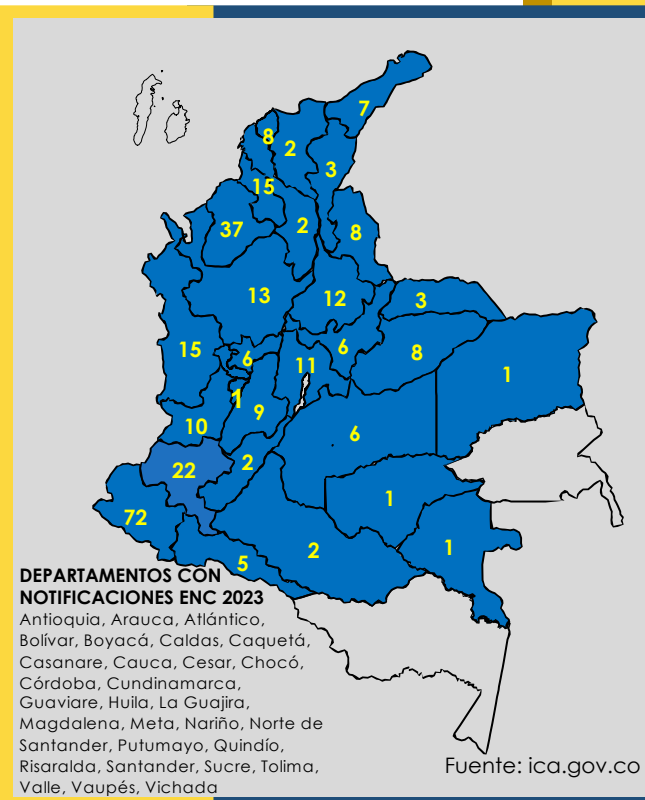 7
8
2
3
15
37
2
8
13
12
3
15
6
11
6
8
1
1
9
10
6
22
2
72
1
1
5
2
DEPARTAMENTOS CON
NOTIFICACIONES ENC 2023
Antioquia, Arauca, Atlántico,
Bolívar, Boyacá, Caldas, Caquetá,
Casanare, Cauca, Cesar, Chocó,
Córdoba, Cundinamarca,
Guaviare, Huila, La Guajira,
Magdalena, Meta, Nariño, Norte de
Santander, Putumayo, Quindío,
Risaralda, Santander, Sucre, Tolima,
Valle, Vaupés, Vichada
Fuente: ica.gov.co